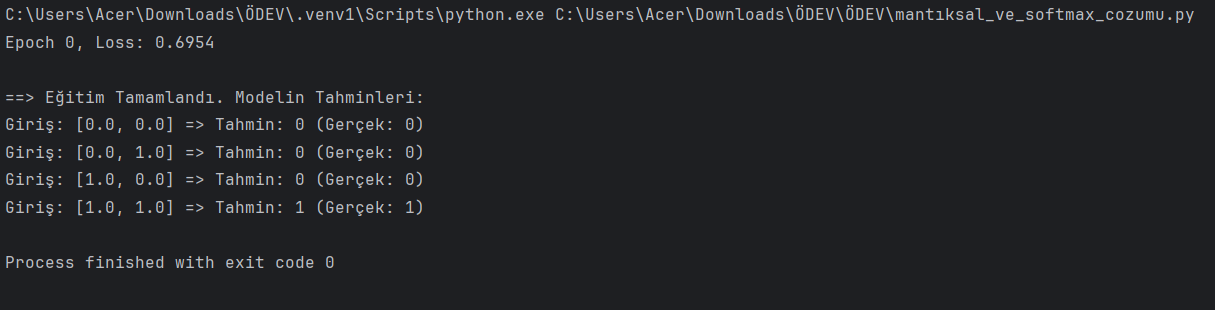 C:\Users\Acer\Downloads\ÖDEV\.venv1\Scripts\python.exe C:\Users\Acer\Downloads\ÖDEV\ÖDEV\mantıksal_ve_softmax_cozumu.py
Epoch 0, Loss: 0.6954
==> Eğitim Tamamlandı. Modelin Tahminleri:
Giriş: [0.0, 0.0] => Tahmin: 0 (Gerçek: 0)
Giriş: [0.0, 1.0] => Tahmin: 0 (Gerçek: 0)
Giriş: [1.0, 0.0] => Tahmin: 0 (Gerçek: 0)
Giriş: [1.0, 1.0] => Tahmin: 1 (Gerçek: 1)
Process finished with exit code 0